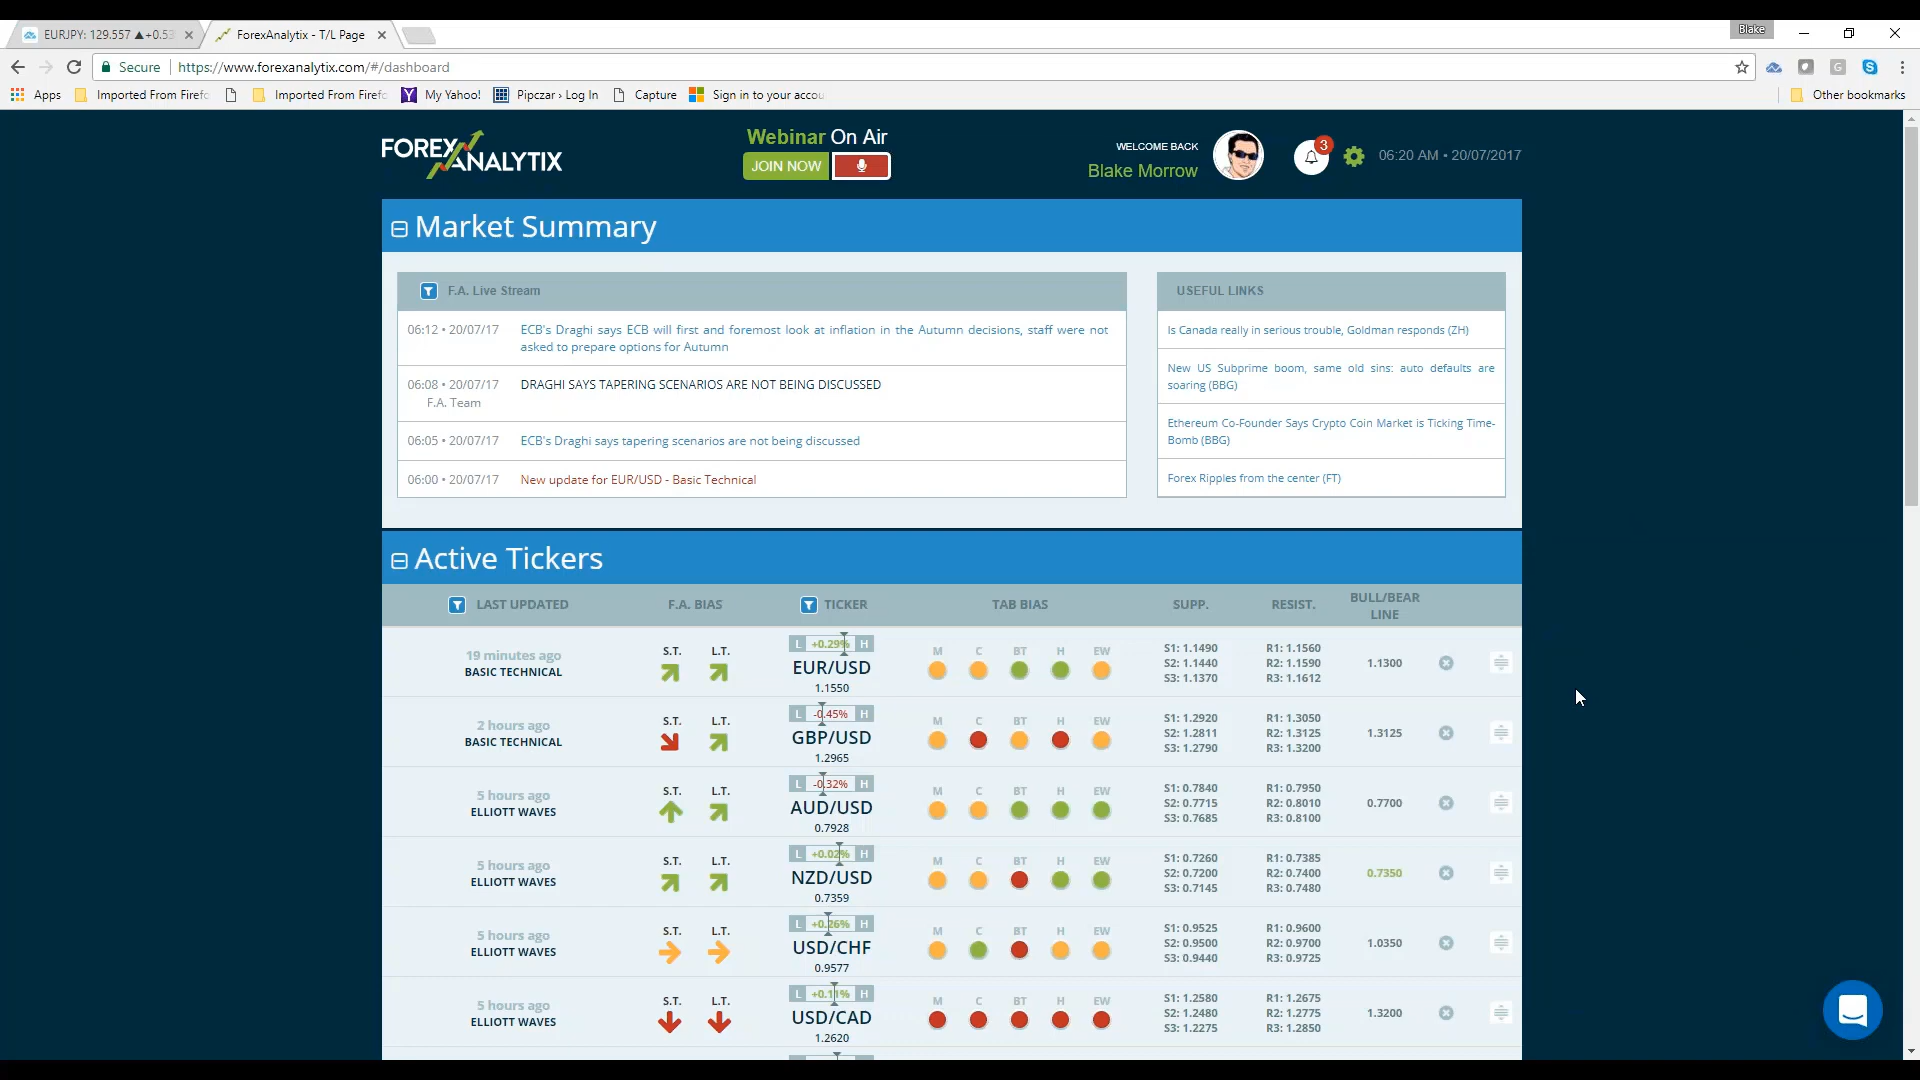 EURJPY: 129.557 ▲+0.53
ForexAnalytix - T/L Page
Blake
Secure
https://www.forexanalytix.com/#/dashboard
Apps
Imported From Firefo
Imported From Firefo
My Yahoo!
Pipczar › Log In
Capture
Sign in to your accou
Other bookmarks
FOREX ANALYTIX
Webinar On Air
JOIN NOW
WELCOME BACK
Blake Morrow
3
06:20 AM • 20/07/2017
Market Summary
F.A. Live Stream
06:12 • 20/07/17 ECB's Draghi says ECB will first and foremost look at inflation in the Autumn decisions, staff were not
asked to prepare options for Autumn
06:08 • 20/07/17 DRAGHI SAYS TAPERING SCENARIOS ARE NOT BEING DISCUSSED
F.A. Team
06:05 • 20/07/17 ECB's Draghi says tapering scenarios are not being discussed
06:00 • 20/07/17 New update for EUR/USD - Basic Technical
USEFUL LINKS
Is Canada really in serious trouble, Goldman responds (ZH)
New US Subprime boom, same old sins: auto defaults are
soaring (BBG)
Ethereum Co-Founder Says Crypto Coin Market is Ticking Time-
Bomb (BBG)
Forex Ripples from the center (FT)
Active Tickers
LAST UPDATED F.A. BIAS TICKER TAB BIAS SUPP. RESIST. BULL/BEAR
LINE
L +0.29% H
19 minutes ago S.T. L.T. M C BT H EW S1: 1.1490 R1: 1.1560
BASIC TECHNICAL EUR/USD S2: 1.1440 R2: 1.1590 1.1300
1.1550 S3: 1.1370 R3: 1.1612
L -0.45% H
2 hours ago S.T. L.T. M C BT H EW S1: 1.2920 R1: 1.3050
BASIC TECHNICAL GBP/USD S2: 1.2811 R2: 1.3125 1.3125
1.2965 S3: 1.2790 R3: 1.3200
L -0.32% H
5 hours ago S.T. L.T. M C BT H EW S1: 0.7840 R1: 0.7950
ELLIOTT WAVES AUD/USD S2: 0.7715 R2: 0.8010 0.7700
0.7928 S3: 0.7685 R3: 0.8100
L +0.02% H
5 hours ago S.T. L.T. M C BT H EW S1: 0.7260 R1: 0.7385
ELLIOTT WAVES NZD/USD S2: 0.7200 R2: 0.7400 0.7350
0.7359 S3: 0.7145 R3: 0.7480
L +0.26% H
5 hours ago S.T. L.T. M C BT H EW S1: 0.9525 R1: 0.9600
ELLIOTT WAVES USD/CHF S2: 0.9500 R2: 0.9700 1.0350
0.9577 S3: 0.9440 R3: 0.9725
L +0.11% H
5 hours ago S.T. L.T. M C BT H EW S1: 1.2580 R1: 1.2675
ELLIOTT WAVES USD/CAD S2: 1.2480 R2: 1.2775 1.3200
1.2620 S3: 1.2275 R3: 1.2850